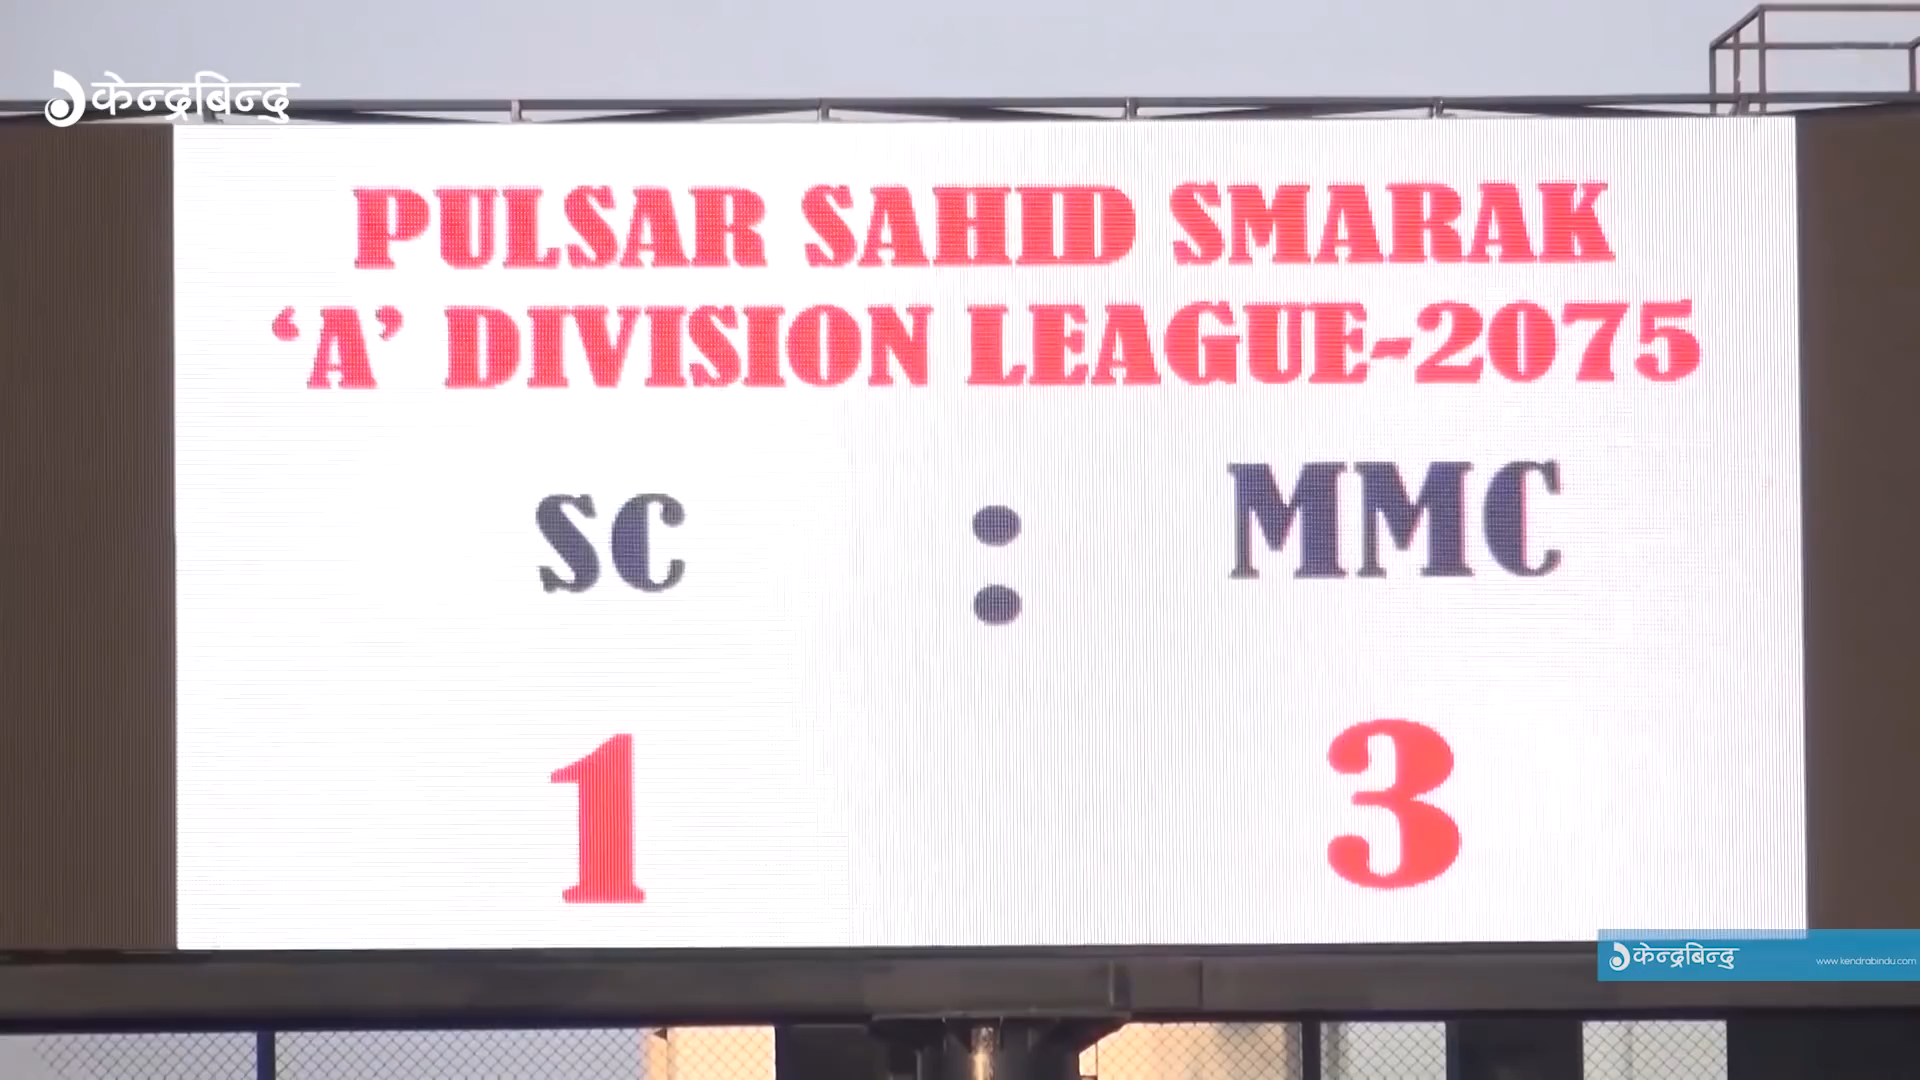 केन्द्रबिन्दु
PULSAR SAHID SMARAK
‘A’ DIVISION LEAGUE-2075
SC : MMC
1 3
केन्द्रबिन्दु www.kendrabindu.com